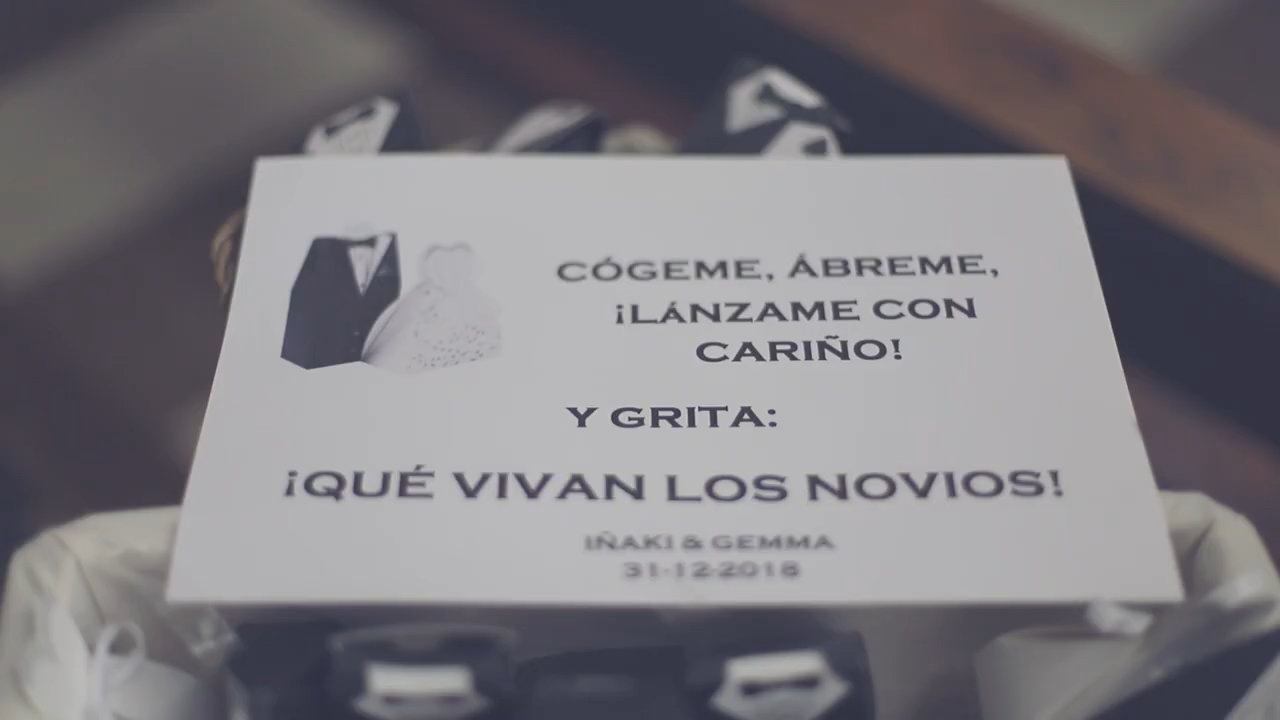 CÓGEME, ÁBREME,
¡LÁNZAME CON
CARIÑO!
Y GRITA:
¡QUÉ VIVAN LOS NOVIOS!
IÑAKI & GEMMA
31-12-2018